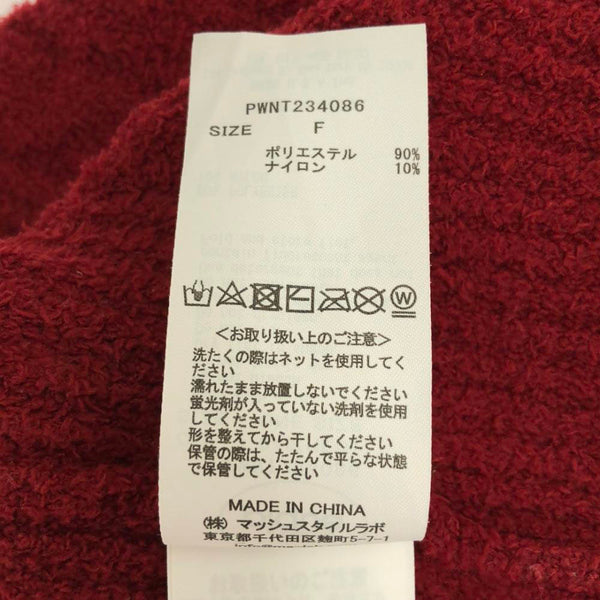 PWNT234086
SIZE F
ポリエステル 90%
ナイロン 10%
W
＜お取り扱い上のご注意＞
洗たくの際はネットを使用してく
ださい
濡れたまま放置しないでください
蛍光剤が入っていない洗剤を使用
してください
形を整えてから干してください
保管の際は、たたんで平らな状態
で保管してください
MADE IN CHINA
(株) マッシュスタイルラボ
東京都千代田区麹町5-7-1